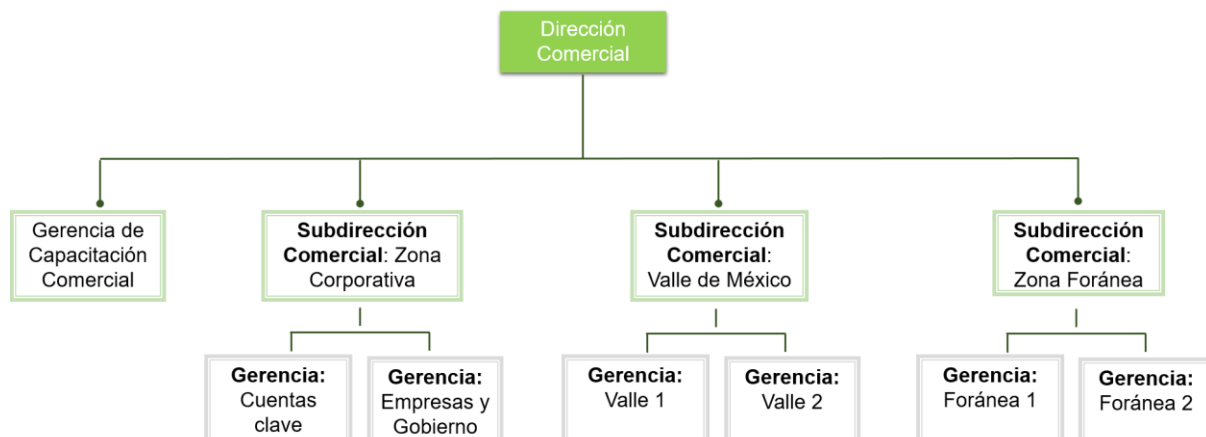 Dirección
Comercial
Gerencia de
Capacitación
Comercial
Subdirección
Comercial: Zona
Corporativa
Subdirección
Comercial:
Valle de México
Subdirección
Comercial:
Zona Foránea
Gerencia:
Cuentas
clave
Gerencia:
Empresas y
Gobierno
Gerencia:
Valle 1
Gerencia:
Valle 2
Gerencia:
Foránea 1
Gerencia:
Foránea 2